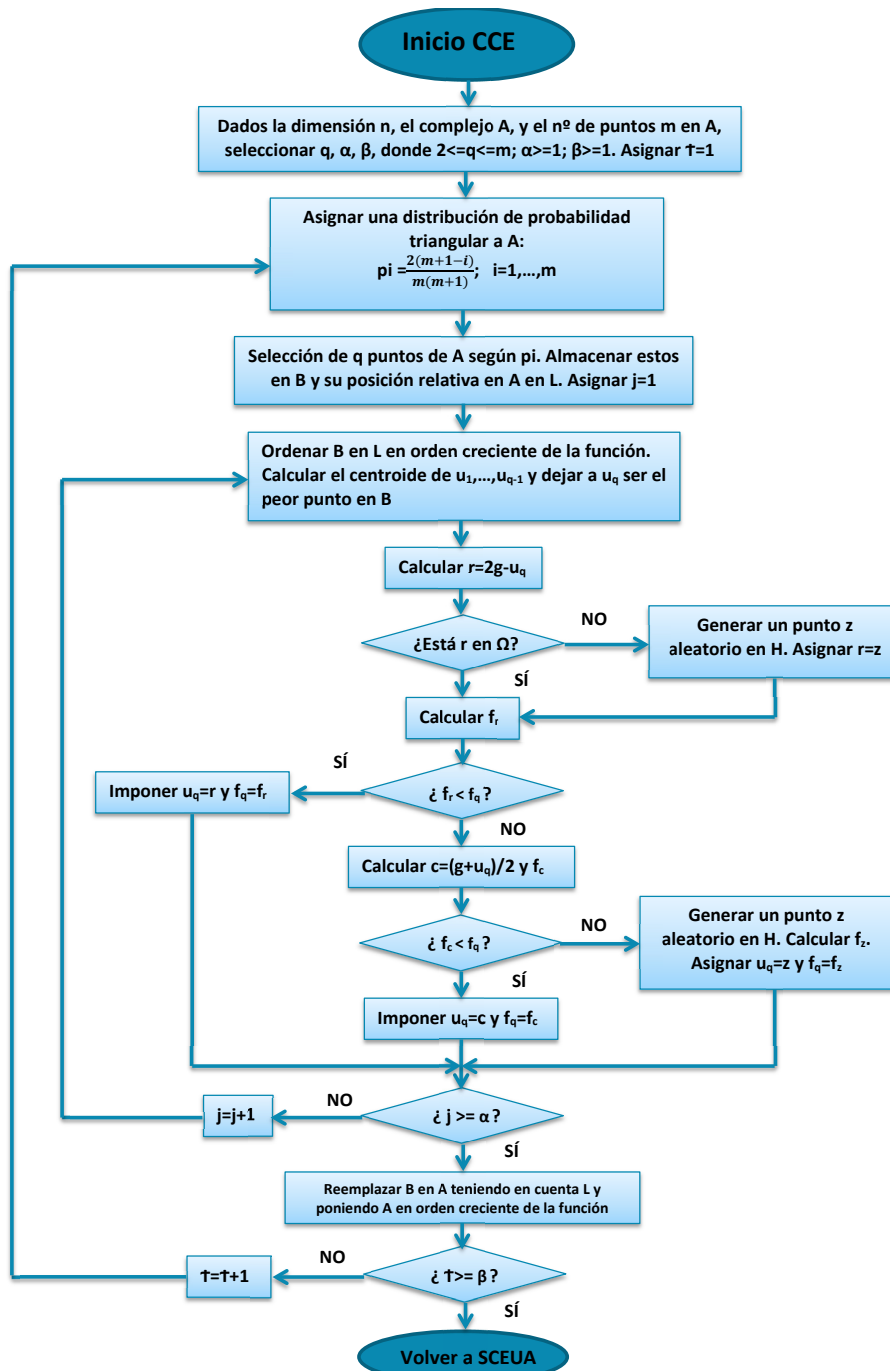 Inicio CCE
Dados la dimensión n, el complejo A, y el nº de puntos m en A,
seleccionar q, α, β, donde 2<=q<=m; α>=1; β>=1. Asignar Ϯ=1
Asignar una distribución de probabilidad
triangular a A:
pi =2(m+1−i)/m(m+1); i=1,…,m
Selección de q puntos de A según pi. Almacenar estos
en B y su posición relativa en A en L. Asignar j=1
Ordenar B en L en orden creciente de la función.
Calcular el centroide de u1,…,uq-1 y dejar a uq ser el
peor punto en B
Calcular r=2g-uq
¿Está r en Ω?
NO
Generar un punto z
aleatorio en H. Asignar r=z
SÍ
Calcular fr
¿ fr < fq ?
SÍ
Imponer uq=r y fq=fr
NO
Calcular c=(g+uq)/2 y fc
¿ fc < fq ?
NO
Generar un punto z
aleatorio en H. Calcular fz.
Asignar uq=z y fq=fz
SÍ
Imponer uq=c y fq=fc
¿ j >= α ?
NO
j=j+1
SÍ
Reemplazar B en A teniendo en cuenta L y
poniendo A en orden creciente de la función
¿ Ϯ>= β ?
NO
Ϯ=Ϯ+1
SÍ
Volver a SCEUA